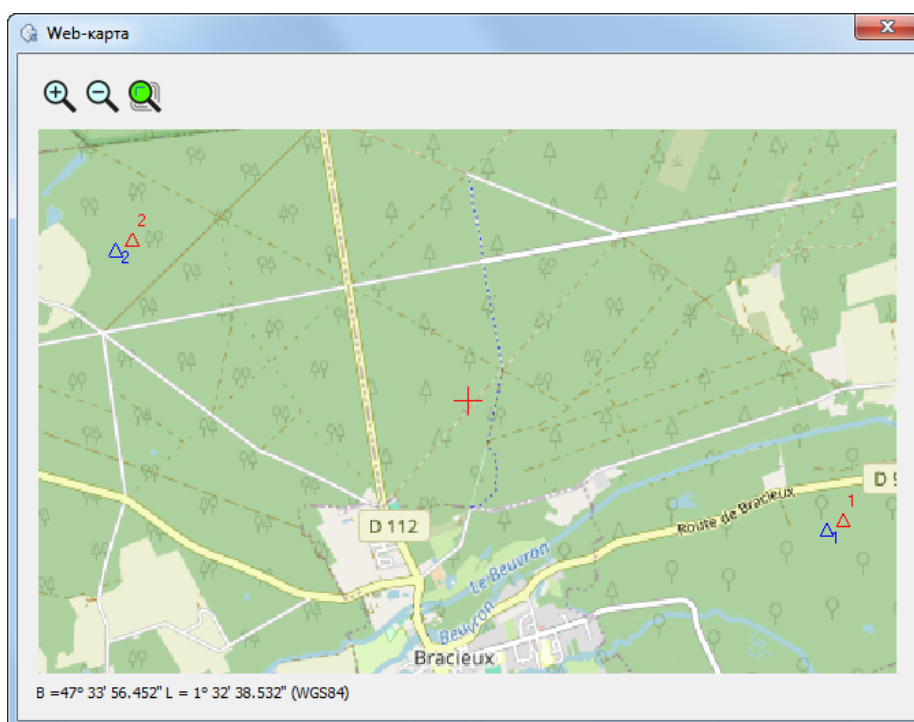 Web-карта
2
2
D 112
D 9
Route de Bracieux
1
1
Le Beuvron
Beuvron
Bracieux
B =47° 33' 56.452" L = 1° 32' 38.532" (WGS84)